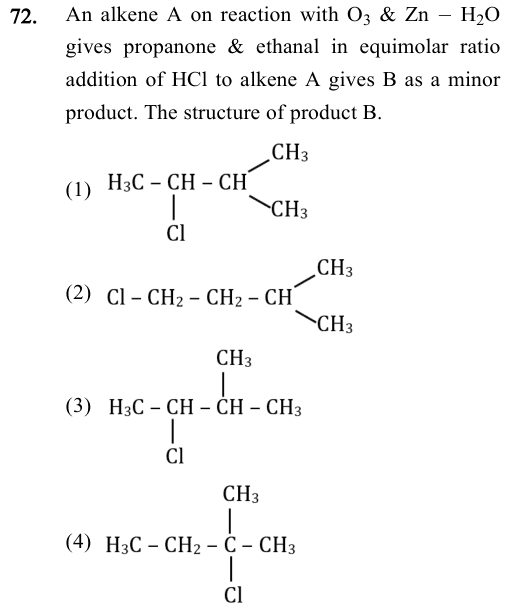 72. An alkene A on reaction with O₃ & Zn – H₂O
gives propanone & ethanal in equimolar ratio
addition of HCl to alkene A gives B as a minor
product. The structure of product B.
CH₃
(1) H₃C – CH – CH
CH₃
Cl
CH₃
(2) Cl – CH₂ – CH₂ – CH
CH₃
CH₃
(3) H₃C – CH – CH – CH₃
Cl
CH₃
(4) H₃C – CH₂ – C – CH₃
Cl